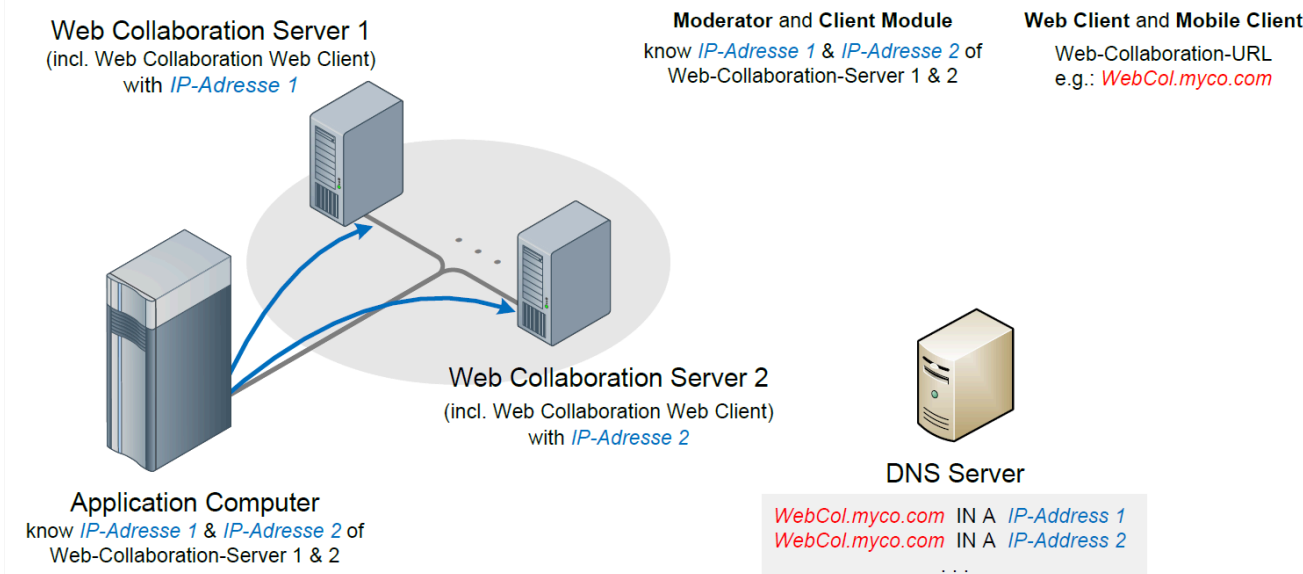 Web Collaboration Server 1
(incl. Web Collaboration Web Client)
with IP-Adresse 1
Moderator and Client Module
know IP-Adresse 1 & IP-Adresse 2 of
Web-Collaboration-Server 1 & 2
Web Client and Mobile Client
Web-Collaboration-URL
e.g.: WebCol.myco.com
Web Collaboration Server 2
(incl. Web Collaboration Web Client)
with IP-Adresse 2
Application Computer
know IP-Adresse 1 & IP-Adresse 2 of
Web-Collaboration-Server 1 & 2
DNS Server
WebCol.myco.com IN A IP-Address 1
WebCol.myco.com IN A IP-Address 2
. . .